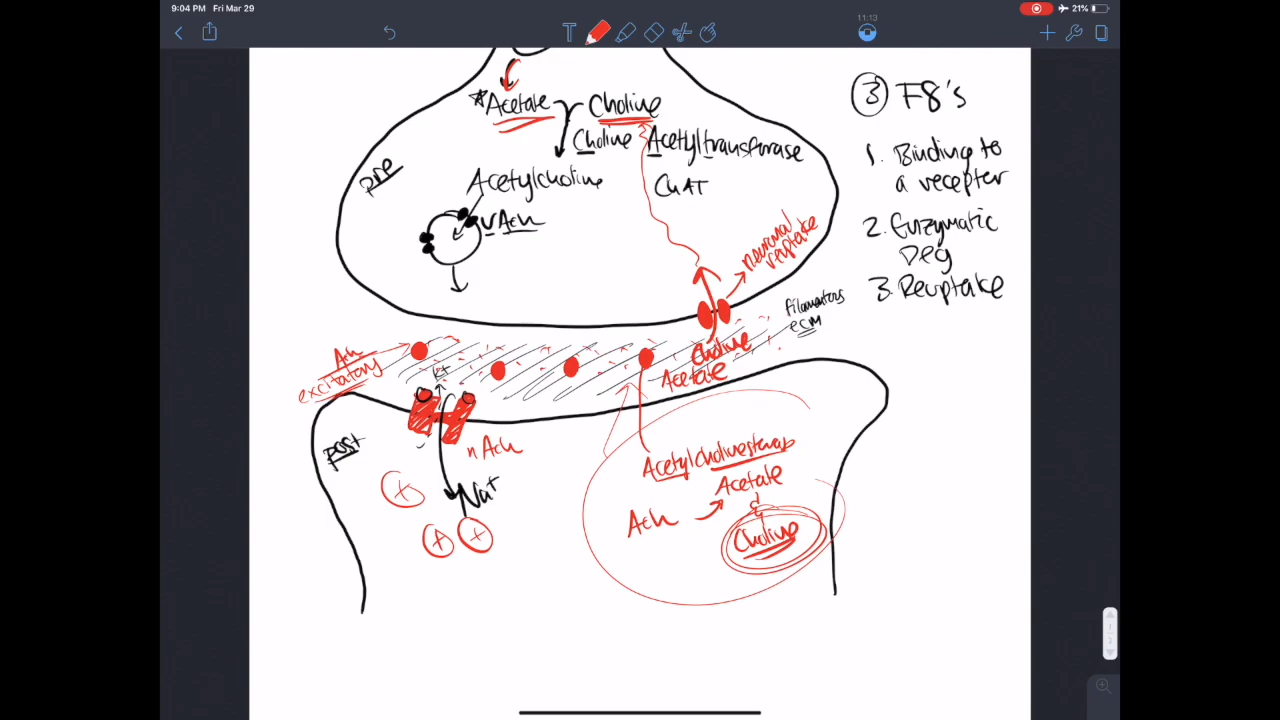 9:04 PM Fri Mar 29
11:13
21%
T
*Acetate
Choline
Choline Acetyltransferase
ChAT
pre
Acetylcholine
VAch
neuronal
reuptake
3 F8's
1. Binding to
a receptor
2. Enzymatic
Deg
3. Reuptake
filamentous
ecm
Ach
excitatory
K+
Choline
Acetate
post
nAch
Na+
+
+ +
Acetylcholinesterase
Acetate
&
Ach
Choline